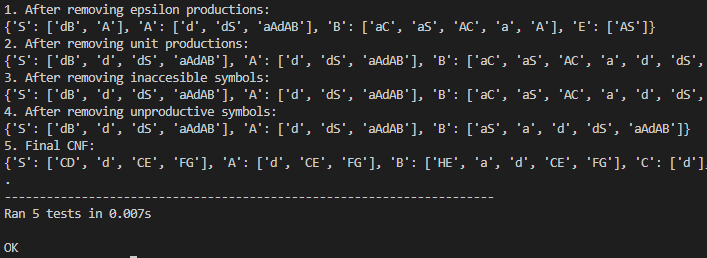 1. After removing epsilon productions:
{'S': ['dB', 'A'], 'A': ['d', 'dS', 'aAdAB'], 'B': ['aC', 'aS', 'AC', 'a', 'A'], 'E': ['AS']}
2. After removing unit productions:
{'S': ['dB', 'd', 'dS', 'aAdAB'], 'A': ['d', 'dS', 'aAdAB'], 'B': ['aC', 'aS', 'AC', 'a', 'd', 'dS',
3. After removing inaccesible symbols:
{'S': ['dB', 'd', 'dS', 'aAdAB'], 'A': ['d', 'dS', 'aAdAB'], 'B': ['aC', 'aS', 'AC', 'a', 'd', 'dS',
4. After removing unproductive symbols:
{'S': ['dB', 'd', 'dS', 'aAdAB'], 'A': ['d', 'dS', 'aAdAB'], 'B': ['aS', 'a', 'd', 'dS', 'aAdAB']}
5. Final CNF:
{'S': ['CD', 'd', 'CE', 'FG'], 'A': ['d', 'CE', 'FG'], 'B': ['HE', 'a', 'd', 'CE', 'FG'], 'C': ['d'],
.
----------------------------------------------------------------------
Ran 5 tests in 0.007s

OK